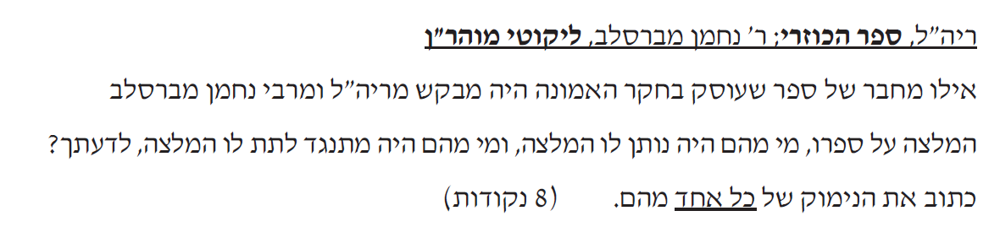 ריה"ל, ספר הכוזרי; ר' נחמן מברסלב, ליקוטי מוהר"ן
אילו מחבר של ספר שעוסק בחקר האמונה היה מבקש מריה"ל ומרבי נחמן מברסלב
המלצה על ספרו, מי מהם היה נותן לו המלצה, ומי מהם היה מתנגד לתת לו המלצה, לדעתך?
כתוב את הנימוק של כל אחד מהם. (8 נקודות)